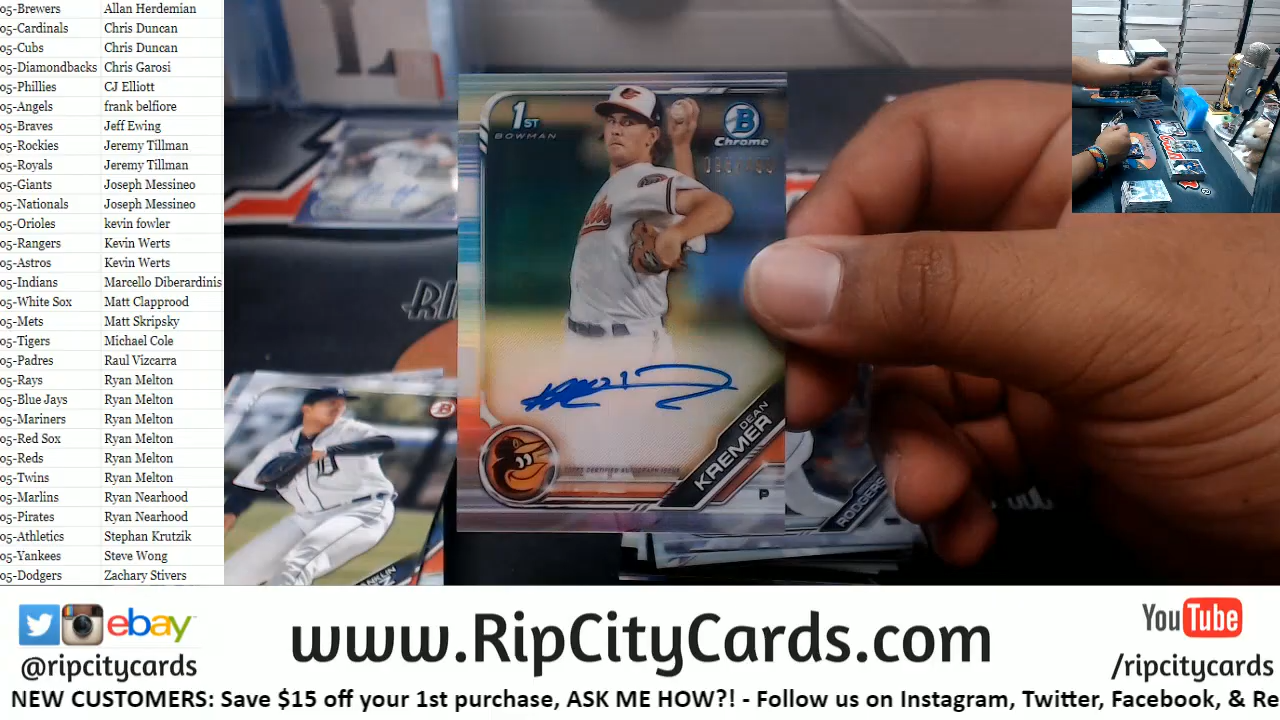 05-Brewers Allan Herdemian
05-Cardinals Chris Duncan
05-Cubs Chris Duncan
05-Diamondbacks Chris Garosi
05-Phillies CJ Elliott
05-Angels frank belfiore
05-Braves Jeff Ewing
05-Rockies Jeremy Tillman
05-Royals Jeremy Tillman
05-Giants Joseph Messineo
05-Nationals Joseph Messineo
05-Orioles kevin fowler
05-Rangers Kevin Werts
05-Astros Kevin Werts
05-Indians Marcello Diberardinis
05-White Sox Matt Clapprood
05-Mets Matt Skripsky
05-Tigers Michael Cole
05-Padres Raul Vizcarra
05-Rays Ryan Melton
05-Blue Jays Ryan Melton
05-Mariners Ryan Melton
05-Red Sox Ryan Melton
05-Reds Ryan Melton
05-Twins Ryan Melton
05-Marlins Ryan Nearhood
05-Pirates Ryan Nearhood
05-Athletics Stephan Krutzik
05-Yankees Steve Wong
05-Dodgers Zachary Stivers
1ST
BOWMAN
B
Chrome
TOPPS CERTIFIED AUTOGRAPH ISSUE
DEAN
KREMER
P
ebay
@ripcitycards
www.RipCityCards.com
YouTube
/ripcitycards
NEW CUSTOMERS: Save $15 off your 1st purchase, ASK ME HOW?! - Follow us on Instagram, Twitter, Facebook, & Re